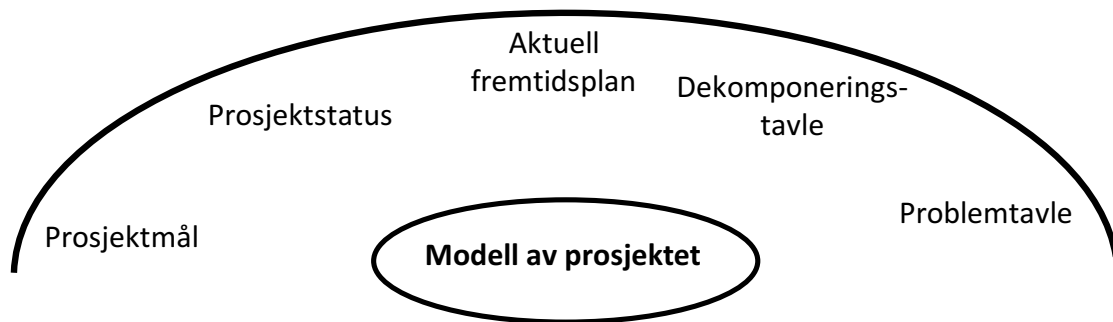 Aktuell
fremtidsplan
Dekomponerings-
tavle
Prosjektstatus
Problemtavle
Prosjektmål
Modell av prosjektet